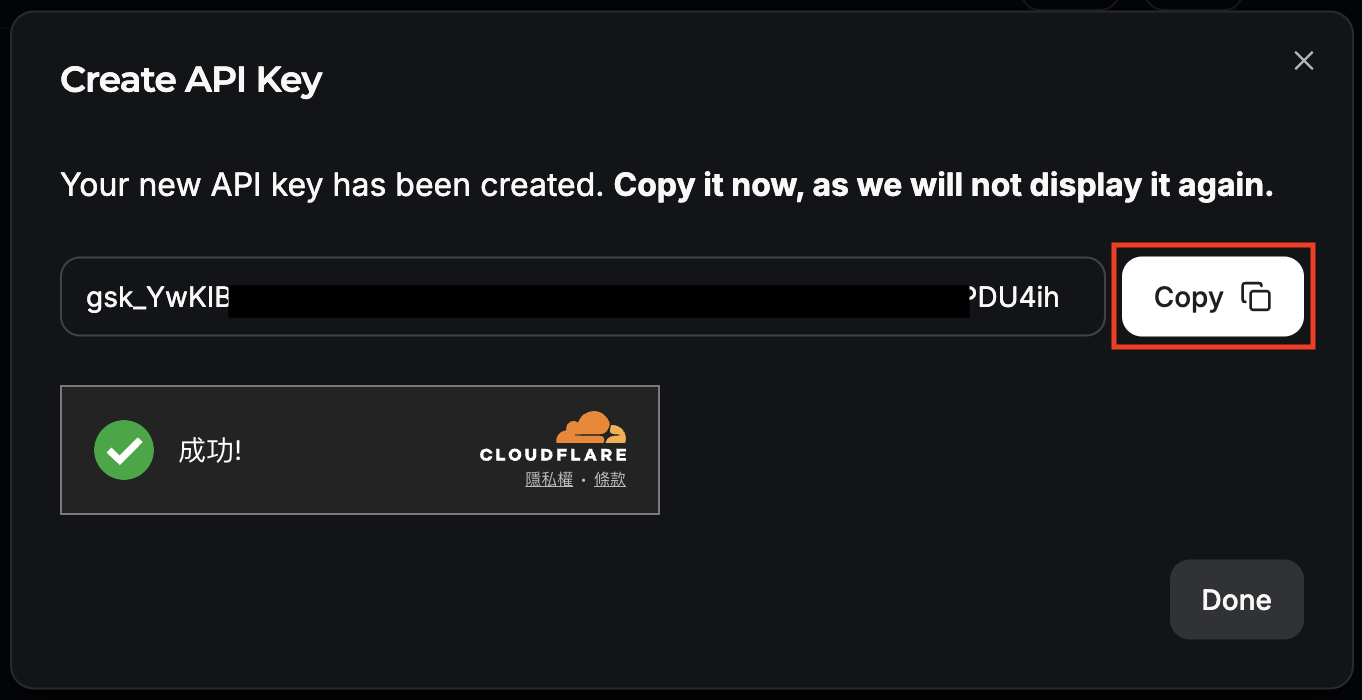 Create API Key
Your new API key has been created. Copy it now, as we will not display it again.
gsk_YwKIB PDU4ih Copy
成功!
CLOUDFLARE
隱私權 • 條款
Done